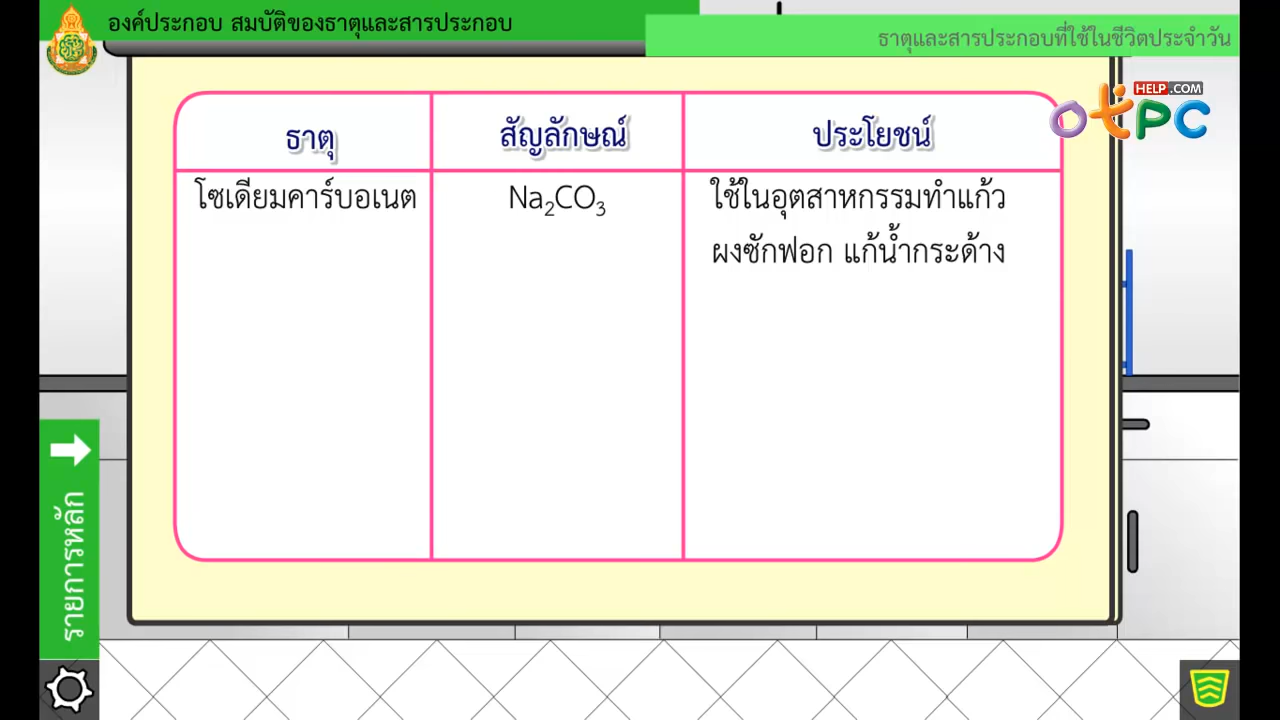 องค์ประกอบ สมบัติของธาตุและสารประกอบ
ธาตุและสารประกอบที่ใช้ในชีวิตประจำวัน
HELP.COM
otPC
ธาตุ
สัญลักษณ์
ประโยชน์
โซเดียมคาร์บอเนต
Na₂CO₃
ใช้ในอุตสาหกรรมทำแก้ว
ผงซักฟอก แก้น้ำกระด้าง
รายการหลัก